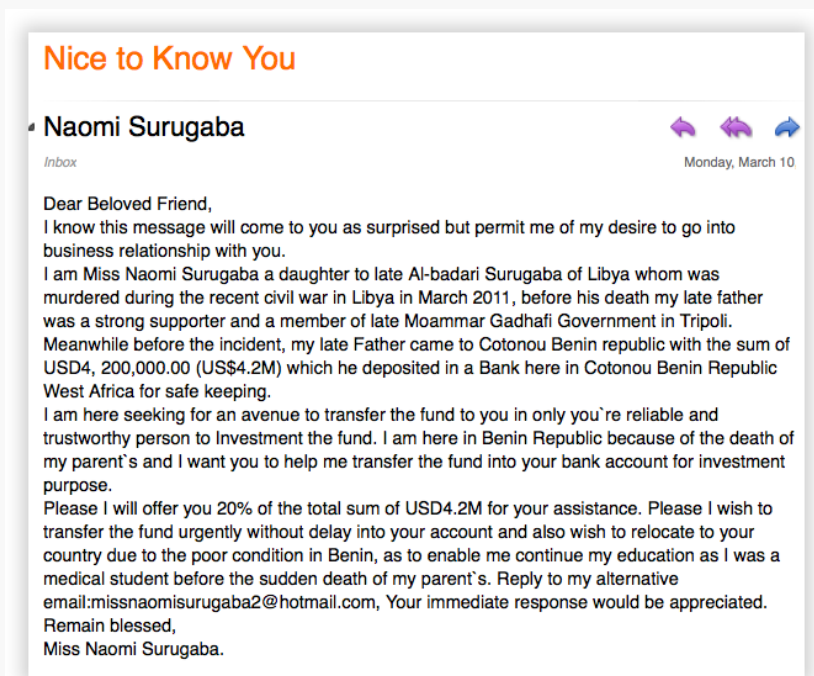 Nice to Know You
Naomi Surugaba
Inbox
Monday, March 10
Dear Beloved Friend,
I know this message will come to you as surprised but permit me of my desire to go into
business relationship with you.
I am Miss Naomi Surugaba a daughter to late Al-badari Surugaba of Libya whom was
murdered during the recent civil war in Libya in March 2011, before his death my late father
was a strong supporter and a member of late Moammar Gadhafi Government in Tripoli.
Meanwhile before the incident, my late Father came to Cotonou Benin republic with the sum of
USD4, 200,000.00 (US$4.2M) which he deposited in a Bank here in Cotonou Benin Republic
West Africa for safe keeping.
I am here seeking for an avenue to transfer the fund to you in only you`re reliable and
trustworthy person to Investment the fund. I am here in Benin Republic because of the death of
my parent`s and I want you to help me transfer the fund into your bank account for investment
purpose.
Please I will offer you 20% of the total sum of USD4.2M for your assistance. Please I wish to
transfer the fund urgently without delay into your account and also wish to relocate to your
country due to the poor condition in Benin, as to enable me continue my education as I was a
medical student before the sudden death of my parent`s. Reply to my alternative
email:missnaomisurugaba2@hotmail.com, Your immediate response would be appreciated.
Remain blessed,
Miss Naomi Surugaba.